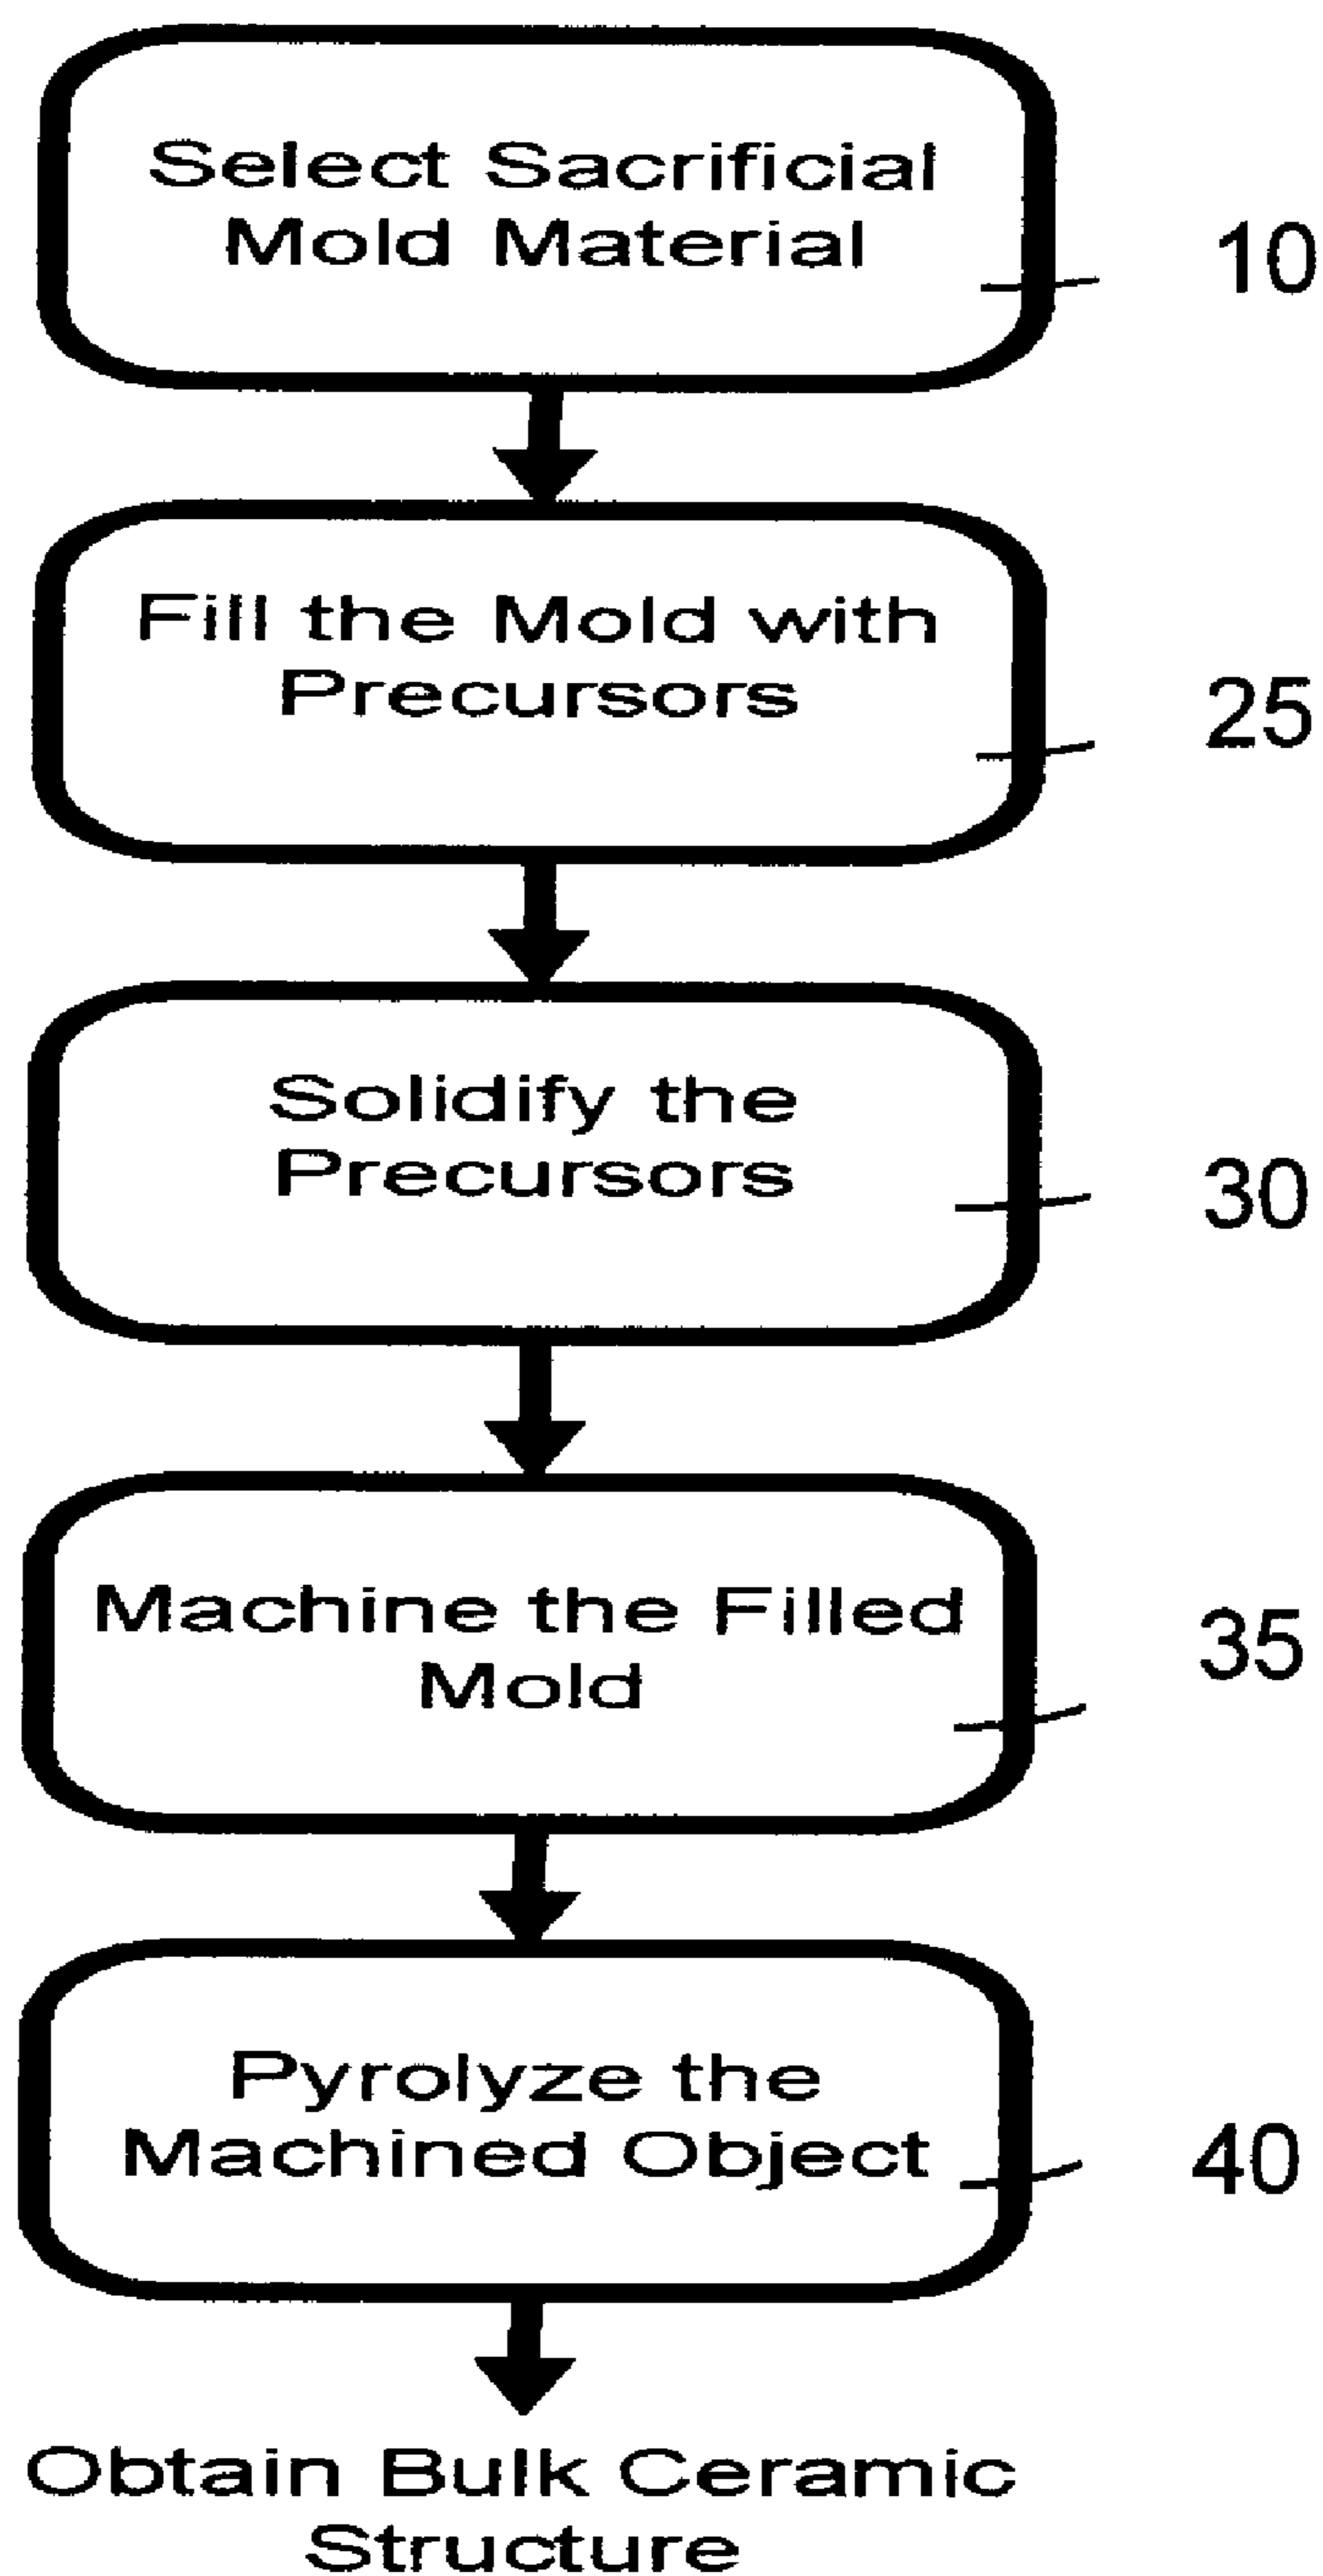 Select Sacrificial
Mold Material
10
Fill the Mold with
Precursors
25
Solidify the
Precursors
30
Machine the Filled
Mold
35
Pyrolyze the
Machined Object
40
Obtain Bulk Ceramic
Structure